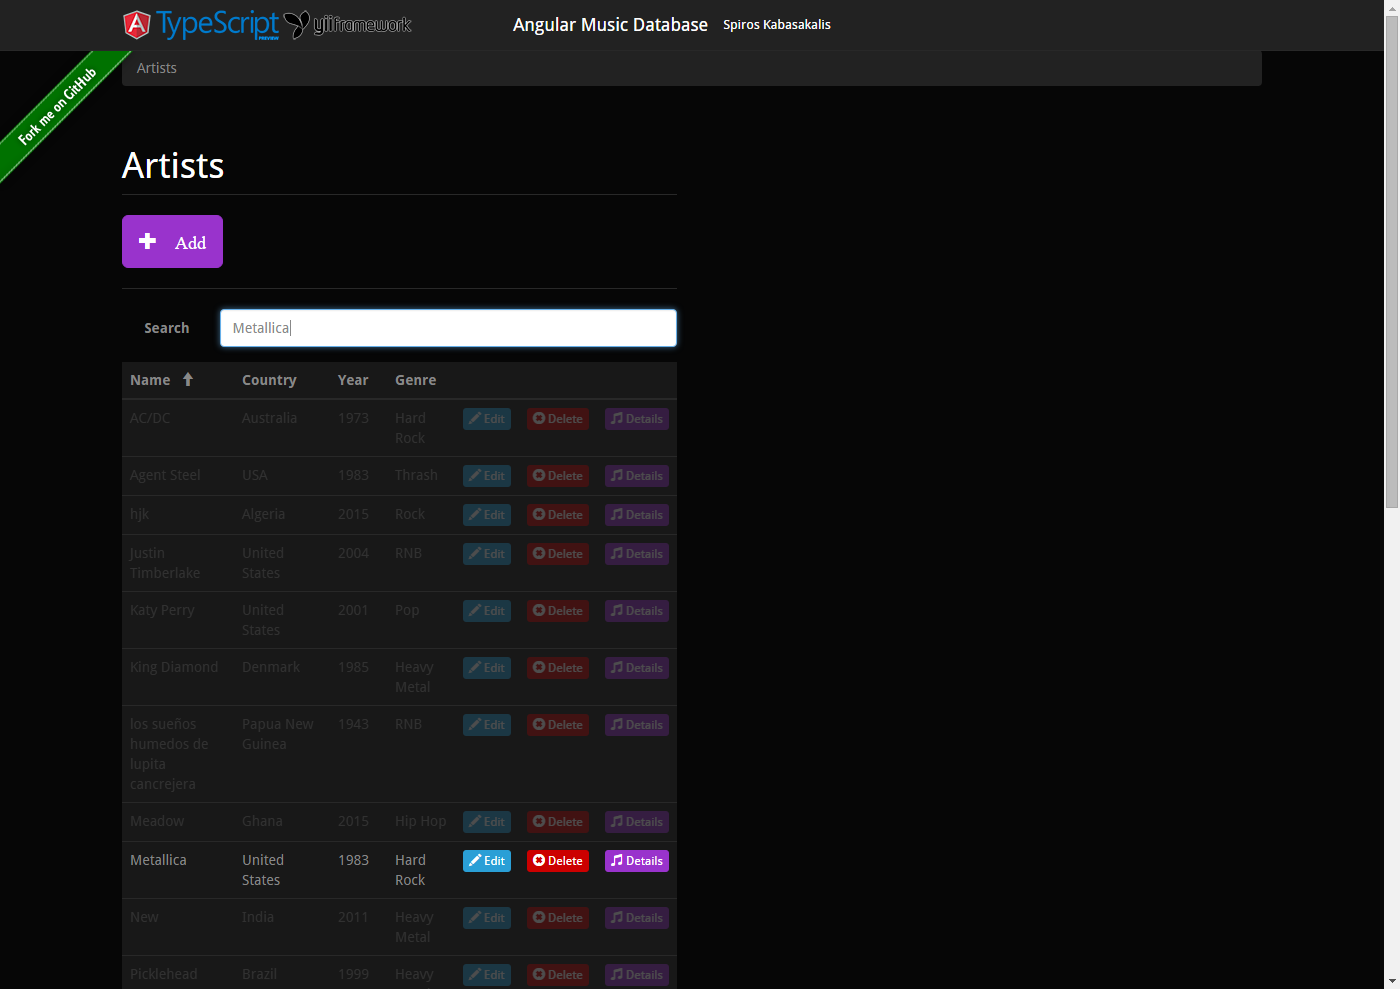 TypeScript PREVIEW yiiframework Angular Music Database Spiros Kabasakalis
Fork me on GitHub
Artists
Artists
Add
Search Metallica
Name Country Year Genre
AC/DC Australia 1973 Hard Rock Edit Delete Details
Agent Steel USA 1983 Thrash Edit Delete Details
hjk Algeria 2015 Rock Edit Delete Details
Justin Timberlake United States 2004 RNB Edit Delete Details
Katy Perry United States 2001 Pop Edit Delete Details
King Diamond Denmark 1985 Heavy Metal Edit Delete Details
los sueños humedos de lupita cancrejera Papua New Guinea 1943 RNB Edit Delete Details
Meadow Ghana 2015 Hip Hop Edit Delete Details
Metallica United States 1983 Hard Rock Edit Delete Details
New India 2011 Heavy Metal Edit Delete Details
Picklehead Brazil 1999 Heavy Edit Delete Details